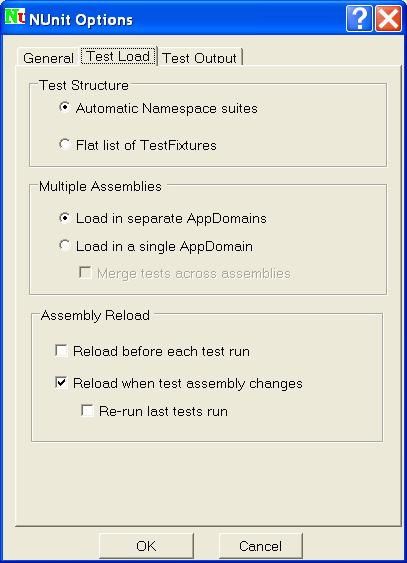 Nu NUnit Options ?
General Test Load Test Output
Test Structure
Automatic Namespace suites
Flat list of TestFixtures
Multiple Assemblies
Load in separate AppDomains
Load in a single AppDomain
Merge tests across assemblies
Assembly Reload
Reload before each test run
Reload when test assembly changes
Re-run last tests run
OK Cancel